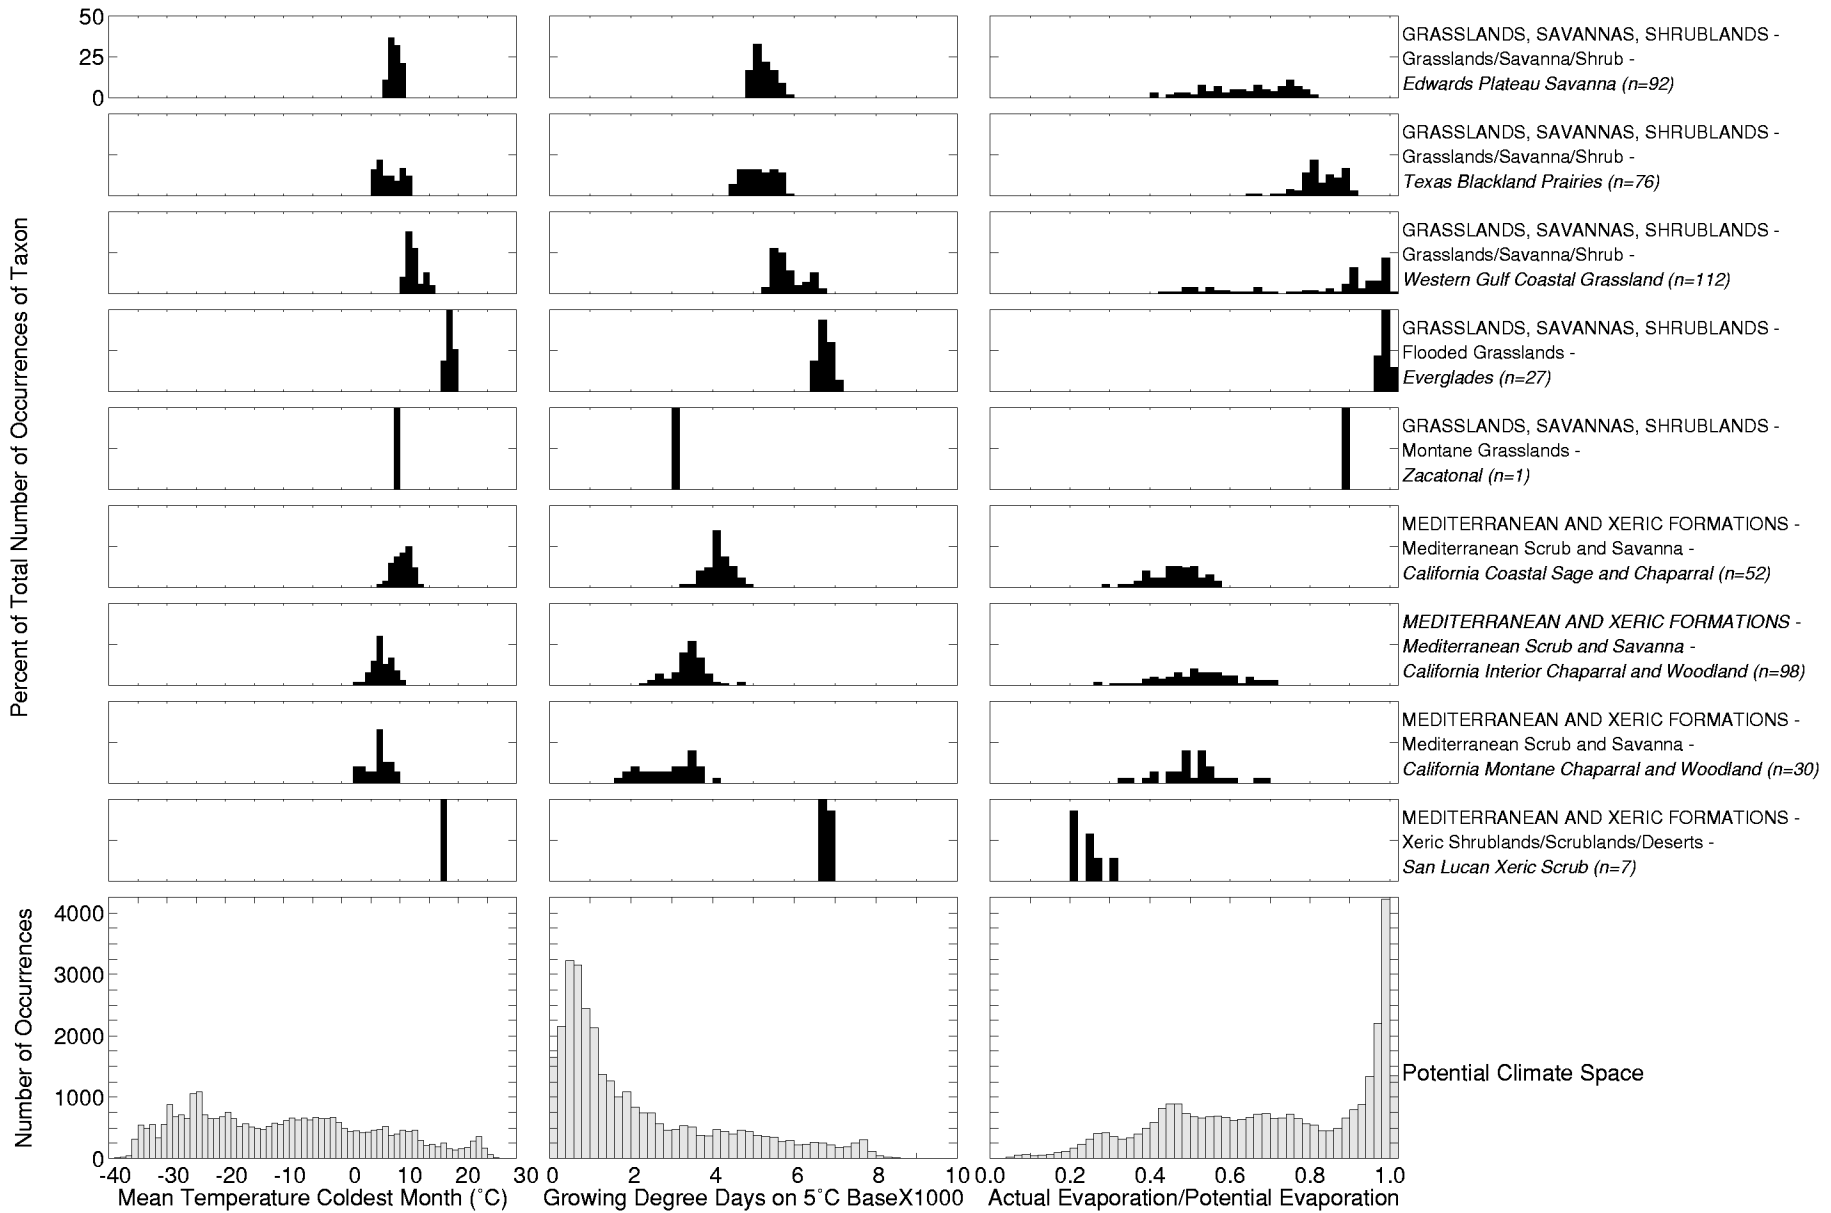 Percent of Total Number of Occurrences of Taxon
50
25
0
GRASSLANDS, SAVANNAS, SHRUBLANDS -
Grasslands/Savanna/Shrub -
Edwards Plateau Savanna (n=92)
GRASSLANDS, SAVANNAS, SHRUBLANDS -
Grasslands/Savanna/Shrub -
Texas Blackland Prairies (n=76)
GRASSLANDS, SAVANNAS, SHRUBLANDS -
Grasslands/Savanna/Shrub -
Western Gulf Coastal Grassland (n=112)
GRASSLANDS, SAVANNAS, SHRUBLANDS -
Flooded Grasslands -
Everglades (n=27)
GRASSLANDS, SAVANNAS, SHRUBLANDS -
Montane Grasslands -
Zacatonal (n=1)
MEDITERRANEAN AND XERIC FORMATIONS -
Mediterranean Scrub and Savanna -
California Coastal Sage and Chaparral (n=52)
MEDITERRANEAN AND XERIC FORMATIONS -
Mediterranean Scrub and Savanna -
California Interior Chaparral and Woodland (n=98)
MEDITERRANEAN AND XERIC FORMATIONS -
Mediterranean Scrub and Savanna -
California Montane Chaparral and Woodland (n=30)
MEDITERRANEAN AND XERIC FORMATIONS -
Xeric Shrublands/Scrublands/Deserts -
San Lucan Xeric Scrub (n=7)
Number of Occurrences
4000
3000
2000
1000
0
Potential Climate Space
-40 -30 -20 -10 0 10 20 30
0 2 4 6 8 10
0.0 0.2 0.4 0.6 0.8 1.0
Mean Temperature Coldest Month (˚C)
Growing Degree Days on 5˚C BaseX1000
Actual Evaporation/Potential Evaporation